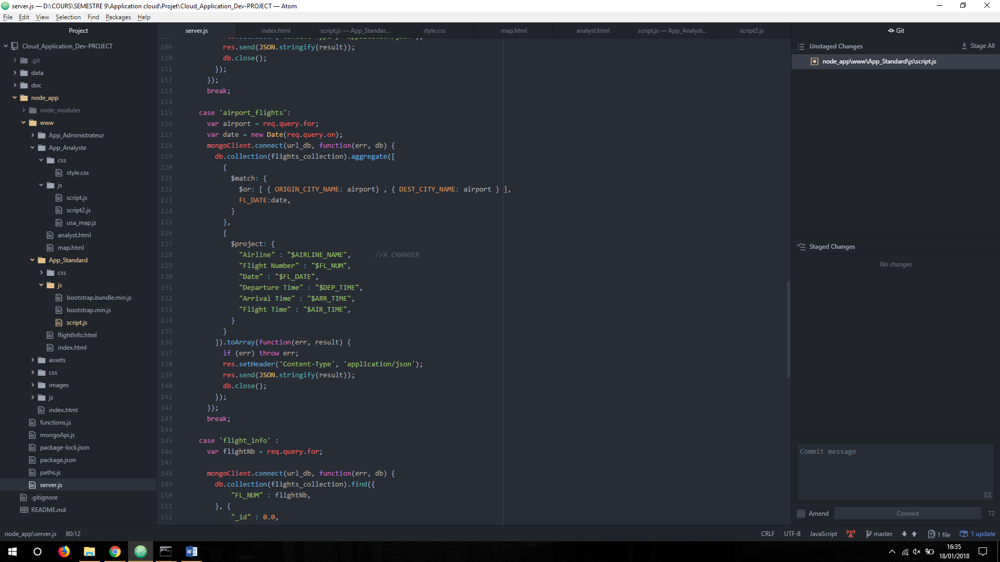 server.js — D:\COURS\SEMESTRE 9\Application cloud\Projet\Cloud_Application_Dev-PROJECT — Atom
File Edit View Selection Find Packages Help
Project
Cloud_Application_Dev-PROJECT
.git
data
doc
node_app
node_modules
www
App_Administrateur
App_Analyste
css
style.css
js
script.js
script2.js
usa_map.js
analyst.html
map.html
App_Standard
css
js
bootstrap.bundle.min.js
bootstrap.min.js
script.js
flightInfo.html
index.html
assets
css
images
js
index.html
functions.js
mongoApi.js
package-lock.json
package.json
paths.js
server.js
.gitignore
README.md
server.js index.html script.js — App_Standar... style.css map.html analyst.html script.js — App_Analyst... script2.js
109 res.send(JSON.stringify(result));
110 db.close();
111 });
112 });
113 break;
114
115 case 'airport_flights':
116 var airport = req.query.for;
117 var date = new Date(req.query.on);
118 mongoClient.connect(url_db, function(err, db) {
119 db.collection(flights_collection).aggregate([
120 {
121 $match: {
122 $or: [ { ORIGIN_CITY_NAME: airport} , { DEST_CITY_NAME: airport } ],
123 FL_DATE:date,
124 }
125 },
126 {
127 $project: {
128 "Airline" : "$AIRLINE_NAME", //A CHANGER
129 "Flight Number" : "$FL_NUM",
130 "Date" : "$FL_DATE",
131 "Departure Time" : "$DEP_TIME",
132 "Arrival Time" : "$ARR_TIME",
133 "Flight Time" : "$AIR_TIME",
134 }
135 }
136 ]).toArray(function(err, result) {
137 if (err) throw err;
138 res.setHeader('Content-Type', 'application/json');
139 res.send(JSON.stringify(result));
140 db.close();
141 });
142 });
143 break;
144
145 case 'flight_info' :
146 var flightNb = req.query.for;
147
148 mongoClient.connect(url_db, function(err, db) {
149 db.collection(flights_collection).find({
150 "FL_NUM" : flightNb,
151 }, {
152 "_id" : 0.0,
Git
Unstaged Changes Stage All
node_app\www\App_Standard\js\script.js
Staged Changes
No changes
Commit message
Amend Commit 72
node_app\server.js 80:12 CRLF UTF-8 JavaScript master 1 file 1 update
16:35
18/01/2018